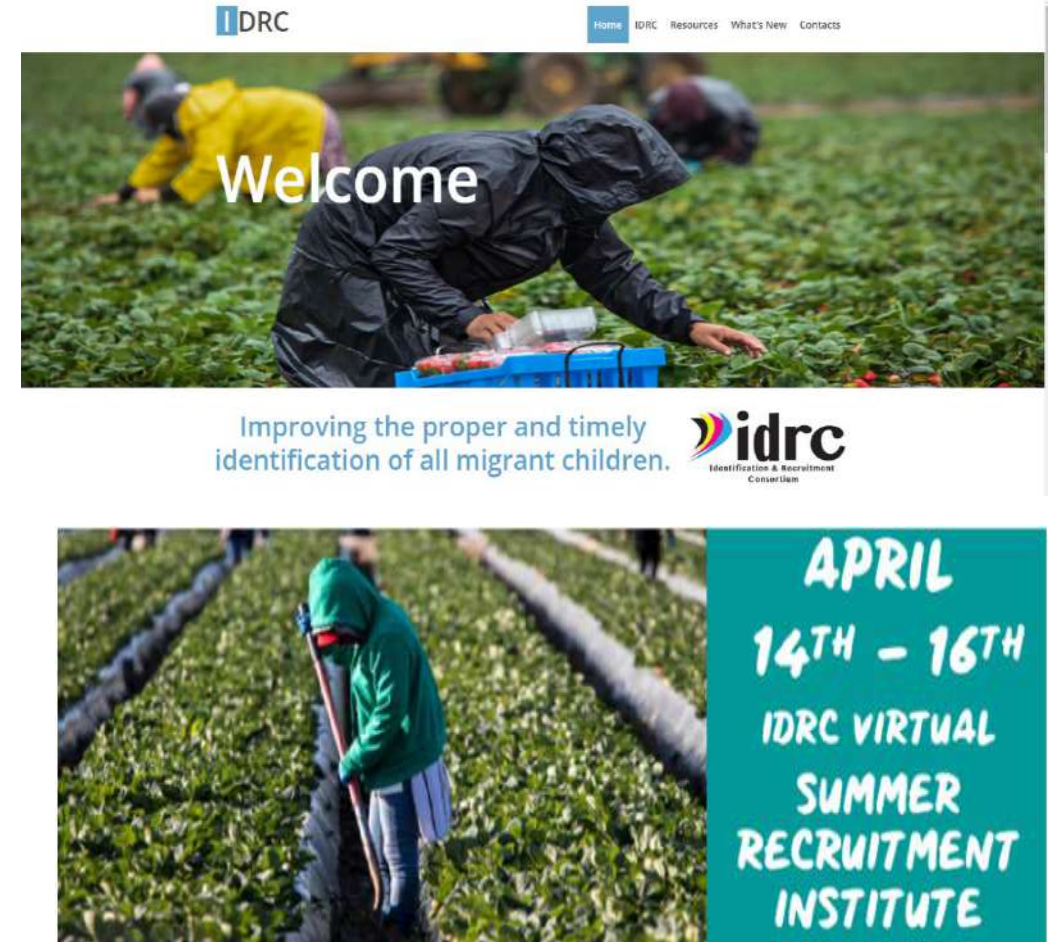 IDRC
Home IDRC Resources What's New Contacts
Welcome
Improving the proper and timely
identification of all migrant children.
idrc
Identification & Recruitment
Consortium
APRIL
14TH - 16TH
IDRC VIRTUAL
SUMMER
RECRUITMENT
INSTITUTE